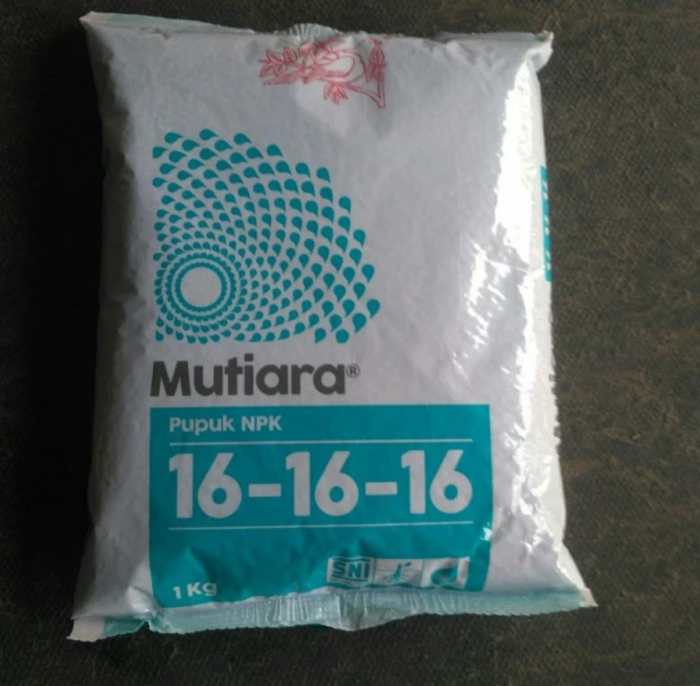 Mutiara®
Pupuk NPK
16-16-16
1 Kg
SNI